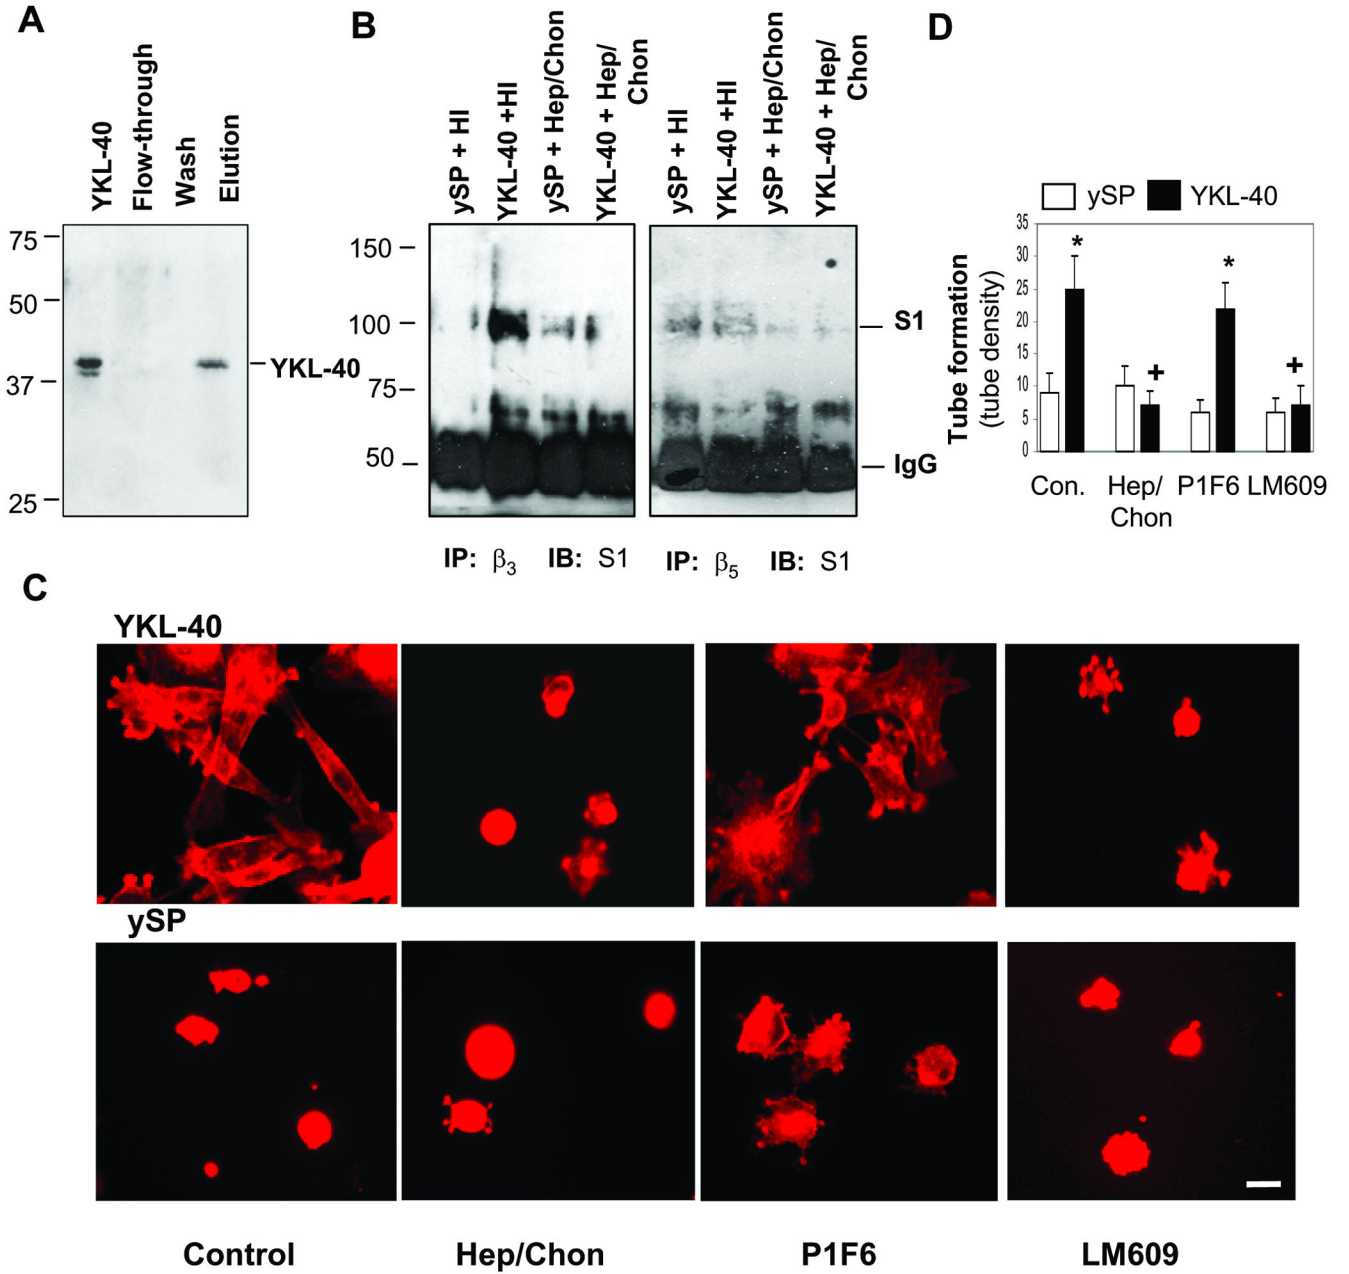 A
YKL-40
Flow-through
Wash
Elution
75
50
37
25
YKL-40
B
ySP + HI
YKL-40 +HI
ySP + Hep/Chon
YKL-40 + Hep/
Chon
ySP + HI
YKL-40 +HI
ySP + Hep/Chon
YKL-40 + Hep/
Chon
150
100
75
50
S1
IgG
IP: β3 IB: S1
IP: β5 IB: S1
D
ySP YKL-40
Tube formation
(tube density)
35
30
25
20
15
10
5
0
*
+
*
+
Con. Hep/ P1F6 LM609
Chon
C
YKL-40
ySP
Control Hep/Chon P1F6 LM609